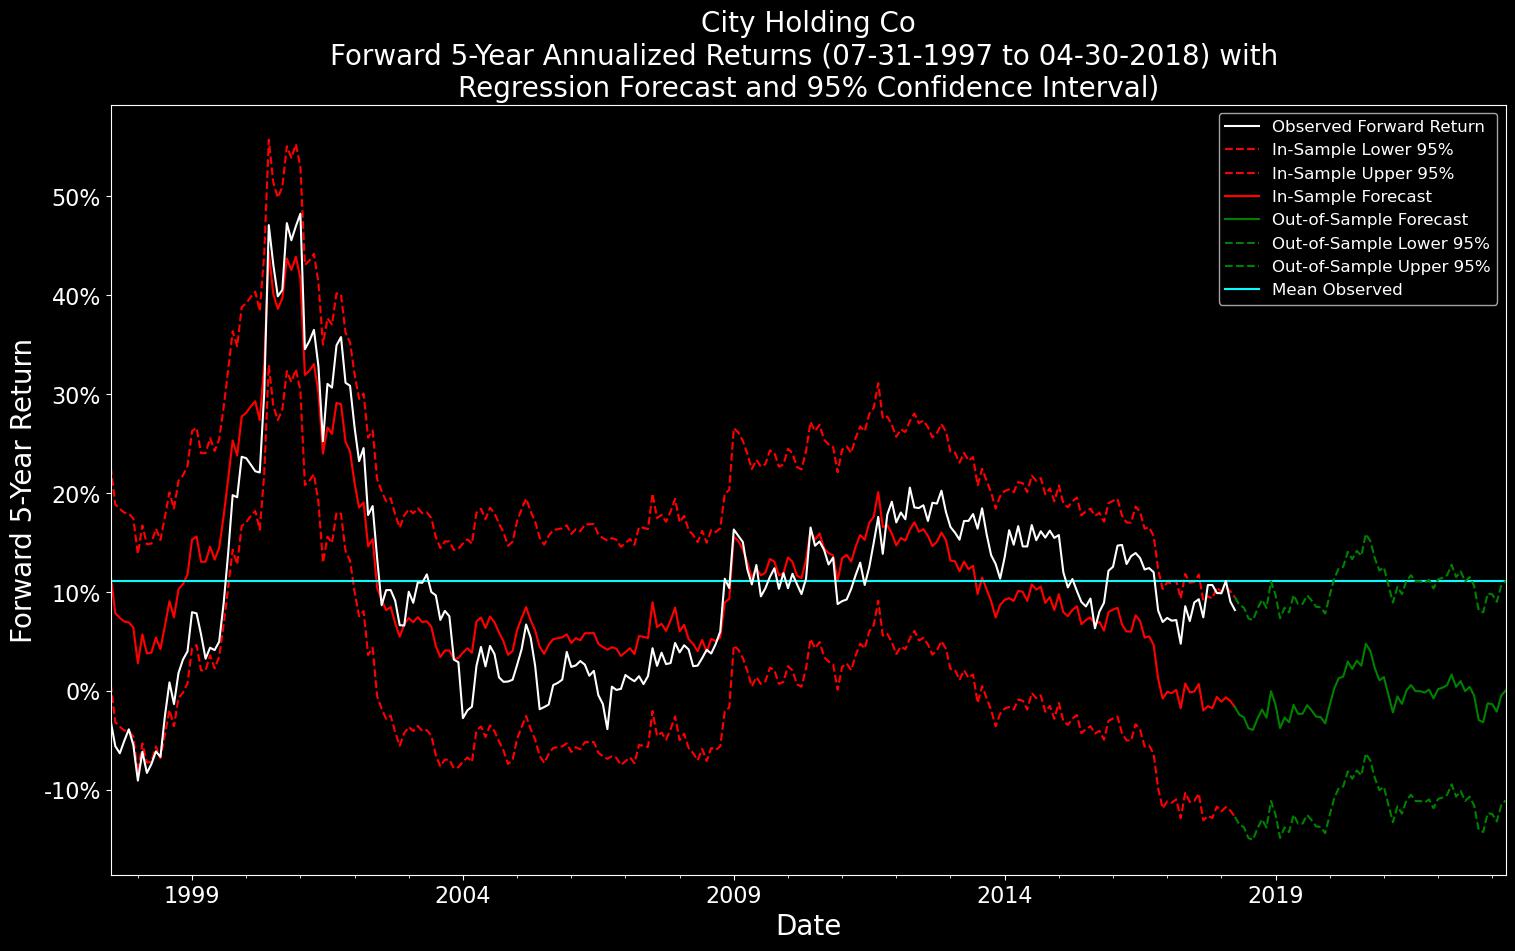 City Holding Co
Forward 5-Year Annualized Returns (07-31-1997 to 04-30-2018) with
Regression Forecast and 95% Confidence Interval)
Observed Forward Return
In-Sample Lower 95%
In-Sample Upper 95%
In-Sample Forecast
Out-of-Sample Forecast
Out-of-Sample Lower 95%
Out-of-Sample Upper 95%
Mean Observed
Forward 5-Year Return
50%
40%
30%
20%
10%
0%
-10%
1999
2004
2009
2014
2019
Date